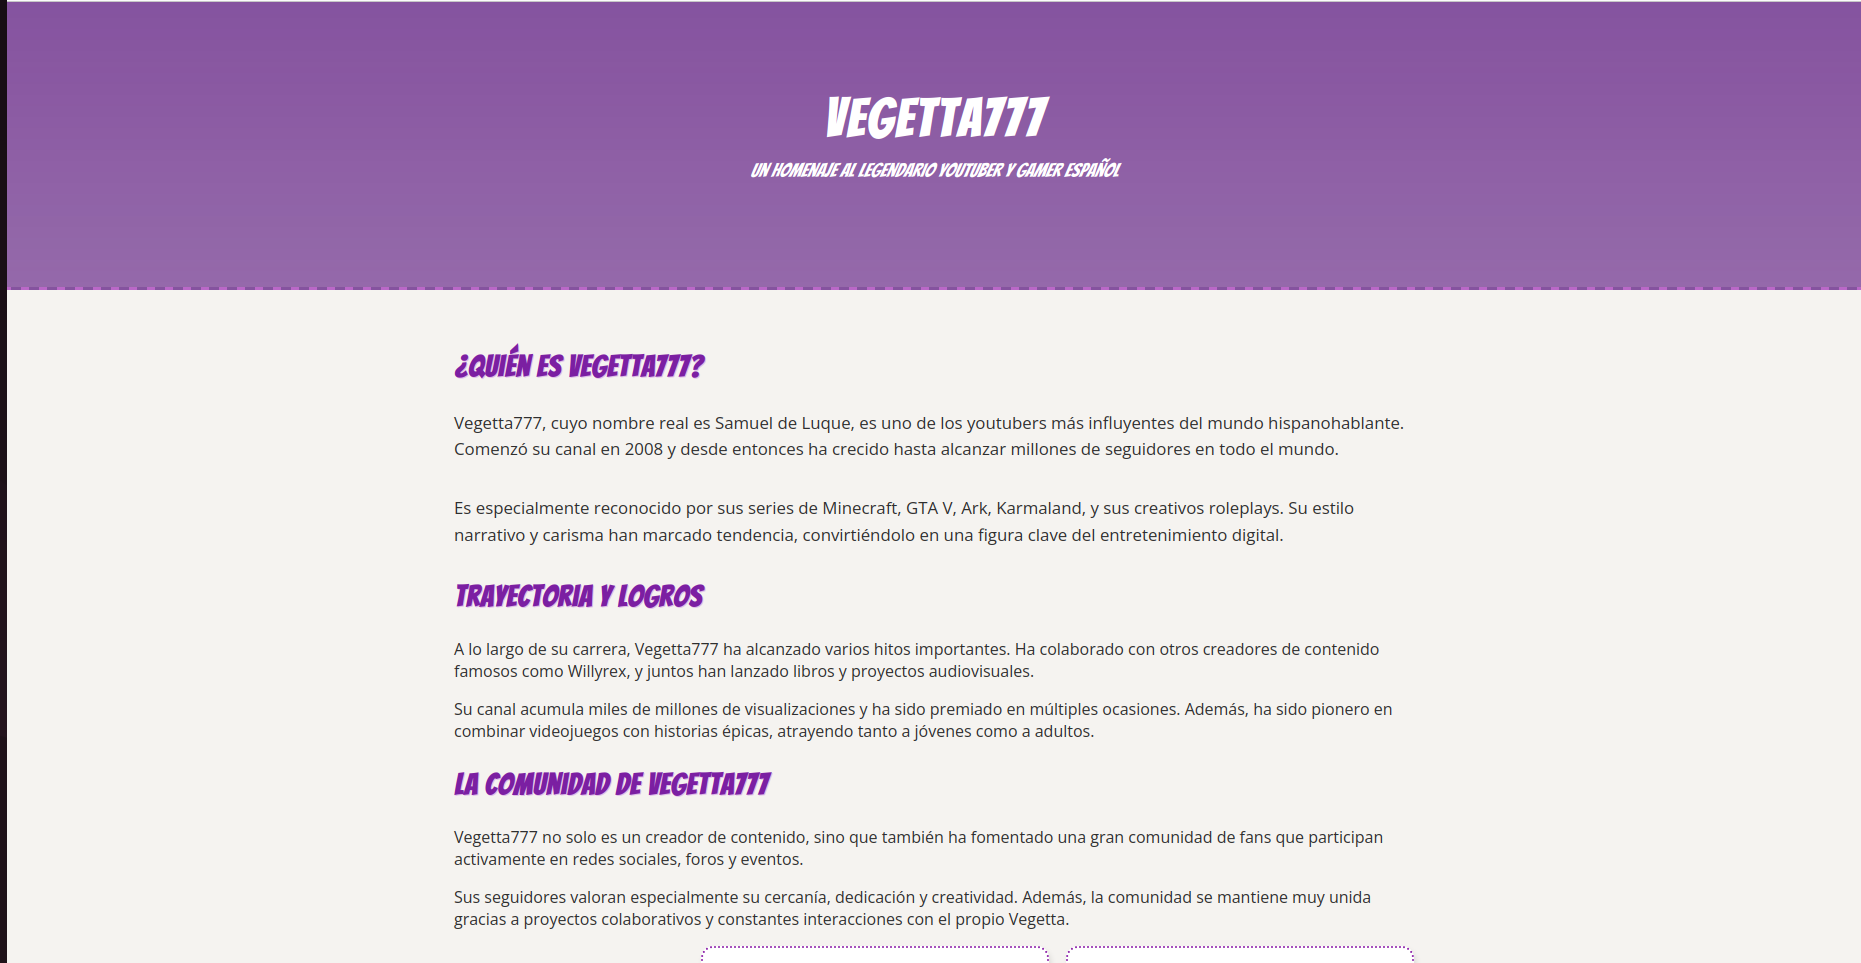 VEGETTA777
UN HOMENAJE AL LEGENDARIO YOUTUBER Y GAMER ESPAÑOL
¿QUIÉN ES VEGETTA777?
Vegetta777, cuyo nombre real es Samuel de Luque, es uno de los youtubers más influyentes del mundo hispanohablante.
Comenzó su canal en 2008 y desde entonces ha crecido hasta alcanzar millones de seguidores en todo el mundo.
Es especialmente reconocido por sus series de Minecraft, GTA V, Ark, Karmaland, y sus creativos roleplays. Su estilo
narrativo y carisma han marcado tendencia, convirtiéndolo en una figura clave del entretenimiento digital.
TRAYECTORIA Y LOGROS
A lo largo de su carrera, Vegetta777 ha alcanzado varios hitos importantes. Ha colaborado con otros creadores de contenido
famosos como Willyrex, y juntos han lanzado libros y proyectos audiovisuales.
Su canal acumula miles de millones de visualizaciones y ha sido premiado en múltiples ocasiones. Además, ha sido pionero en
combinar videojuegos con historias épicas, atrayendo tanto a jóvenes como a adultos.
LA COMUNIDAD DE VEGETTA777
Vegetta777 no solo es un creador de contenido, sino que también ha fomentado una gran comunidad de fans que participan
activamente en redes sociales, foros y eventos.
Sus seguidores valoran especialmente su cercanía, dedicación y creatividad. Además, la comunidad se mantiene muy unida
gracias a proyectos colaborativos y constantes interacciones con el propio Vegetta.